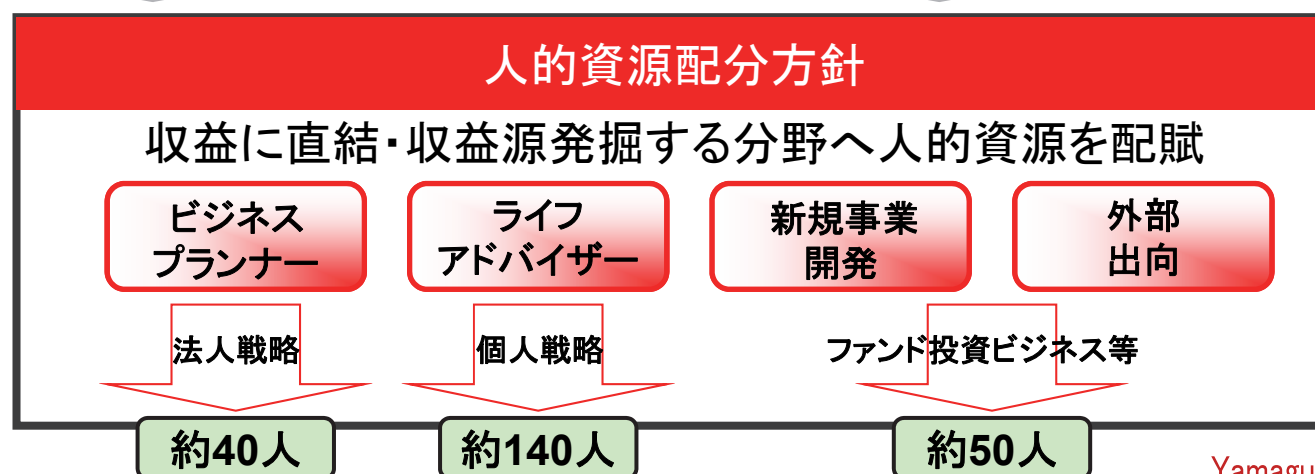 人的資源配分方針
収益に直結・収益源発掘する分野へ人的資源を配賦
ビジネス
プランナー
ライフ
アドバイザー
新規事業
開発
外部
出向
法人戦略
個人戦略
ファンド投資ビジネス等
約40人
約140人
約50人
Yamagu